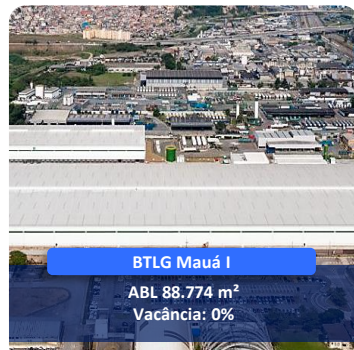 BTLG Mauá I
ABL 88.774 m²
Vacância: 0%